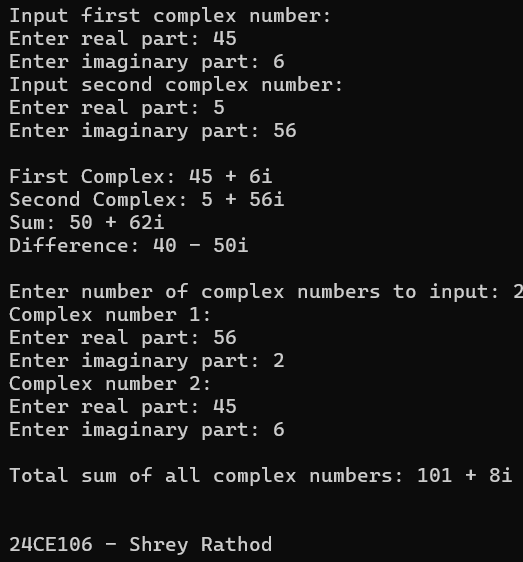 Input first complex number:
Enter real part: 45
Enter imaginary part: 6
Input second complex number:
Enter real part: 5
Enter imaginary part: 56
First Complex: 45 + 6i
Second Complex: 5 + 56i
Sum: 50 + 62i
Difference: 40 - 50i
Enter number of complex numbers to input: 2
Complex number 1:
Enter real part: 56
Enter imaginary part: 2
Complex number 2:
Enter real part: 45
Enter imaginary part: 6
Total sum of all complex numbers: 101 + 8i
24CE106 - Shrey Rathod